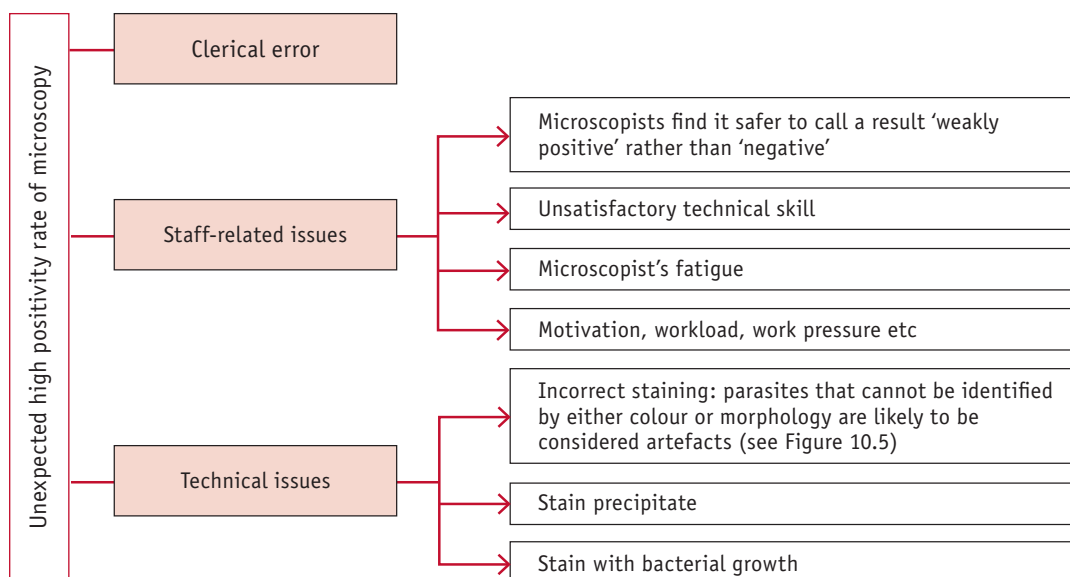 Unexpected high positivity rate of microscopy
Clerical error
Staff-related issues
Microscopists find it safer to call a result ‘weakly
positive’ rather than ‘negative’
Unsatisfactory technical skill
Microscopist’s fatigue
Motivation, workload, work pressure etc
Technical issues
Incorrect staining: parasites that cannot be identified
by either colour or morphology are likely to be
considered artefacts (see Figure 10.5)
Stain precipitate
Stain with bacterial growth